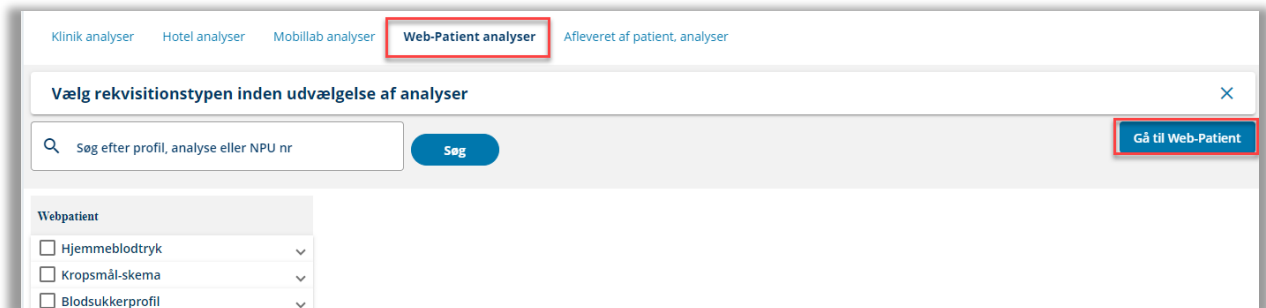 Klinik analyser Hotel analyser Mobillab analyser Web-Patient analyser Afleveret af patient, analyser
Vælg rekvisitionstypen inden udvælgelse af analyser
Søg efter profil, analyse eller NPU nr Søg Gå til Web-Patient
Webpatient
Hjemmeblodtryk
Kropsmål-skema
Blodsukkerprofil